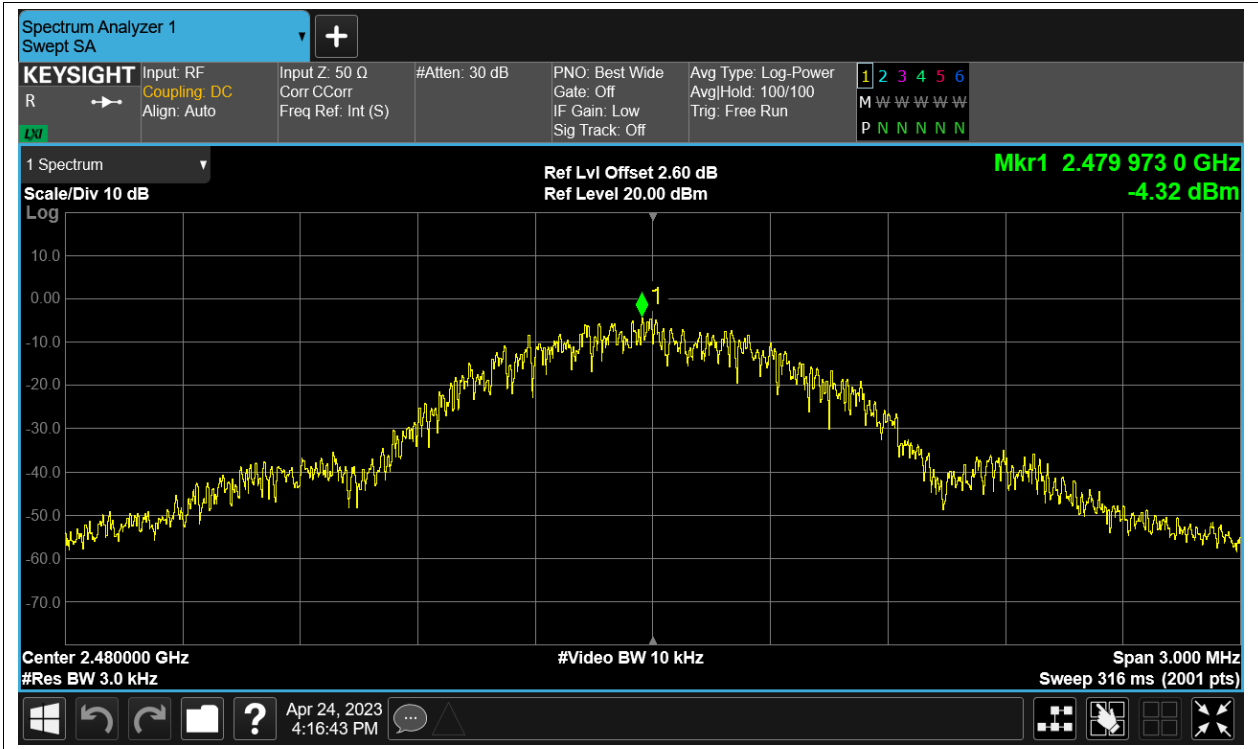 Spectrum Analyzer 1
Swept SA
+
KEYSIGHT
R
LXI
Input: RF
Coupling: DC
Align: Auto
Input Z: 50 Ω
Corr CCorr
Freq Ref: Int (S)
#Atten: 30 dB
PNO: Best Wide
Gate: Off
IF Gain: Low
Sig Track: Off
Avg Type: Log-Power
Avg|Hold: 100/100
Trig: Free Run
1 2 3 4 5 6
M W W W W W
P N N N N N
1 Spectrum
Scale/Div 10 dB
Log
Ref Lvl Offset 2.60 dB
Ref Level 20.00 dBm
Mkr1 2.479 973 0 GHz
-4.32 dBm
10.0
0.00
-10.0
-20.0
-30.0
-40.0
-50.0
-60.0
-70.0
1
Center 2.480000 GHz
#Res BW 3.0 kHz
#Video BW 10 kHz
Span 3.000 MHz
Sweep 316 ms (2001 pts)
?
Apr 24, 2023
4:16:43 PM